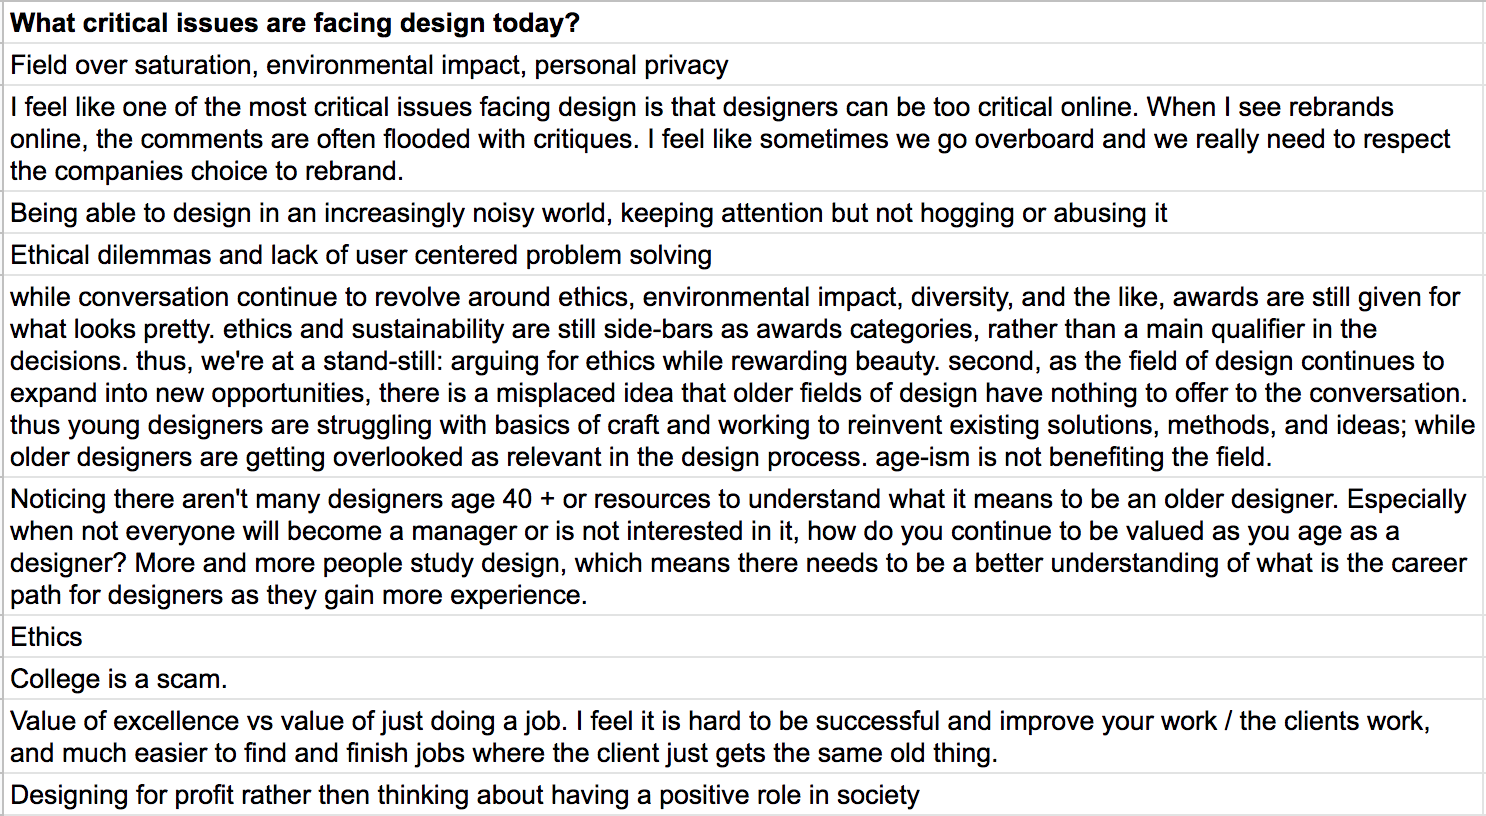 What critical issues are facing design today?
Field over saturation, environmental impact, personal privacy
I feel like one of the most critical issues facing design is that designers can be too critical online. When I see rebrands
online, the comments are often flooded with critiques. I feel like sometimes we go overboard and we really need to respect
the companies choice to rebrand.
Being able to design in an increasingly noisy world, keeping attention but not hogging or abusing it
Ethical dilemmas and lack of user centered problem solving
while conversation continue to revolve around ethics, environmental impact, diversity, and the like, awards are still given for
what looks pretty. ethics and sustainability are still side-bars as awards categories, rather than a main qualifier in the
decisions. thus, we're at a stand-still: arguing for ethics while rewarding beauty. second, as the field of design continues to
expand into new opportunities, there is a misplaced idea that older fields of design have nothing to offer to the conversation.
thus young designers are struggling with basics of craft and working to reinvent existing solutions, methods, and ideas; while
older designers are getting overlooked as relevant in the design process. age-ism is not benefiting the field.
Noticing there aren't many designers age 40 + or resources to understand what it means to be an older designer. Especially
when not everyone will become a manager or is not interested in it, how do you continue to be valued as you age as a
designer? More and more people study design, which means there needs to be a better understanding of what is the career
path for designers as they gain more experience.
Ethics
College is a scam.
Value of excellence vs value of just doing a job. I feel it is hard to be successful and improve your work / the clients work,
and much easier to find and finish jobs where the client just gets the same old thing.
Designing for profit rather then thinking about having a positive role in society